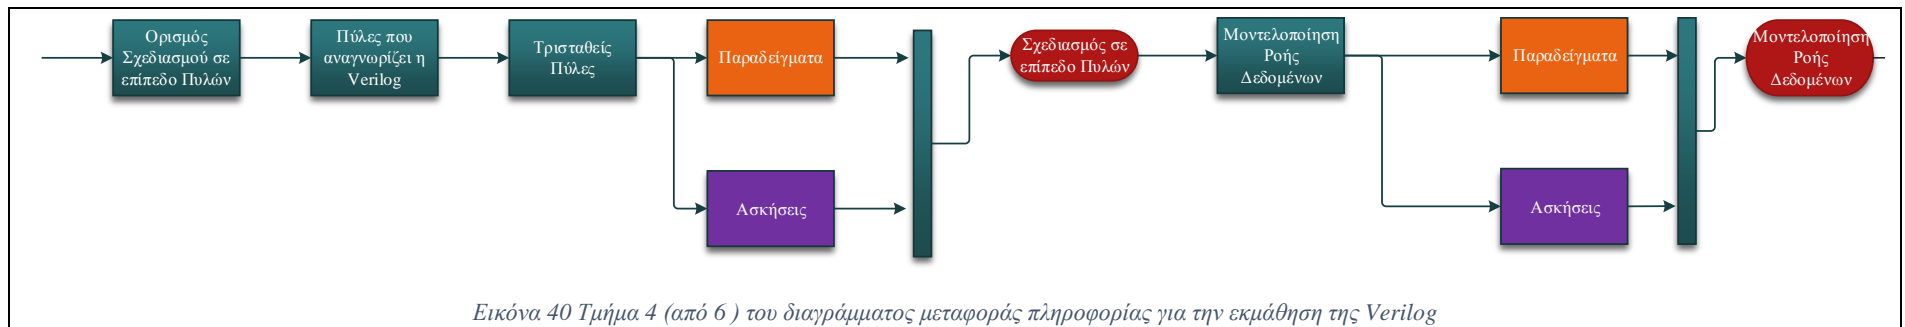 Ορισμός
Σχεδιασμού σε
επίπεδο Πυλών
Πύλες που
αναγνωρίζει η
Verilog
Τρισταθείς
Πύλες
Παραδείγματα
Ασκήσεις
Σχεδιασμός σε
επίπεδο Πυλών
Μοντελοποίηση
Ροής
Δεδομένων
Παραδείγματα
Ασκήσεις
Μοντελοποίηση
Ροής
Δεδομένων
Εικόνα 40 Τμήμα 4 (από 6 ) του διαγράμματος μεταφοράς πληροφορίας για την εκμάθηση της Verilog